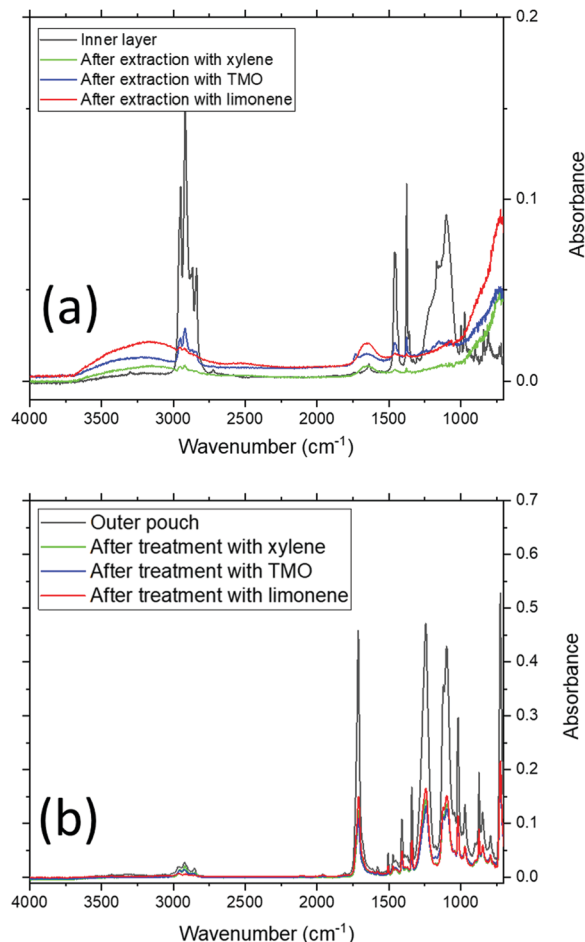 0.2
Inner layer
After extraction with xylene
After extraction with TMO
After extraction with limonene
0.1
Absorbance
(a)
0.0
4000 3500 3000 2500 2000 1500 1000
Wavenumber (cm⁻¹)
0.7
Outer pouch
After treatment with xylene
After treatment with TMO
After treatment with limonene
0.6
0.5
0.4
Absorbance
0.3
0.2
(b)
0.1
0.0
4000 3500 3000 2500 2000 1500 1000
Wavenumber (cm⁻¹)